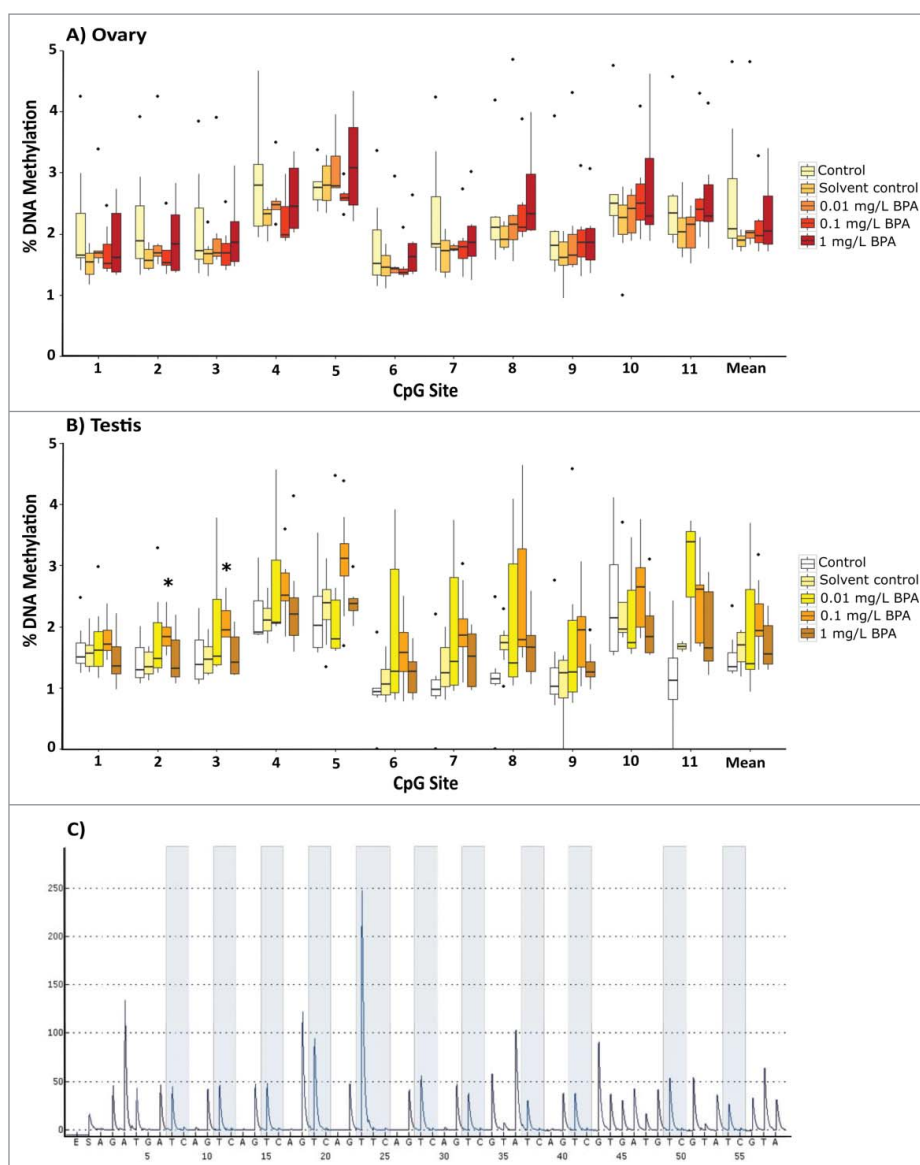 A) Ovary
5
4
3
2
1
0
% DNA Methylation
1 2 3 4 5 6 7 8 9 10 11 Mean
CpG Site
Control
Solvent control
0.01 mg/L BPA
0.1 mg/L BPA
1 mg/L BPA
B) Testis
5
4
3
2
1
0
% DNA Methylation
*
*
1 2 3 4 5 6 7 8 9 10 11 Mean
CpG Site
Control
Solvent control
0.01 mg/L BPA
0.1 mg/L BPA
1 mg/L BPA
C)
250
200
150
100
50
0
E S A G A T G A T C A G T C A G T C A G T C A G T T C A G T C A G T C G T A T C A G T C G T G A T G T C G T A T C G T A
5 10 15 20 25 30 35 40 45 50 55